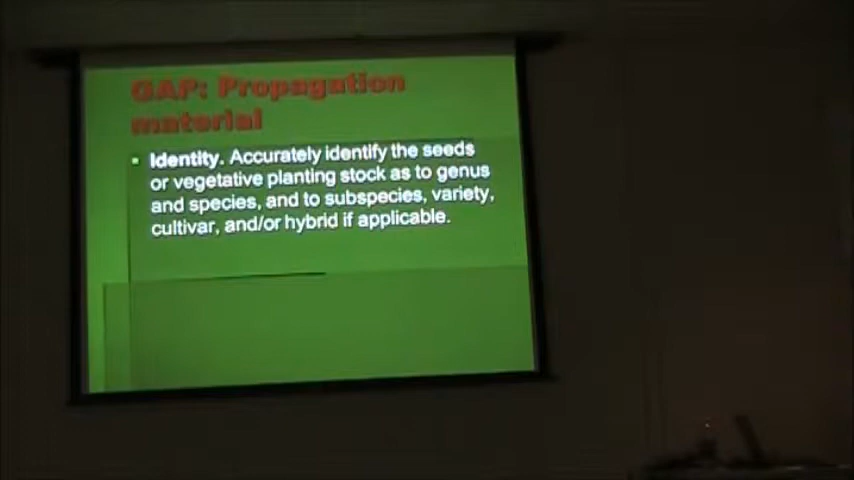 GAP: Propagation
material
Identity. Accurately identify the seeds
or vegetative planting stock as to genus
and species, and to subspecies, variety,
cultivar, and/or hybrid if applicable.